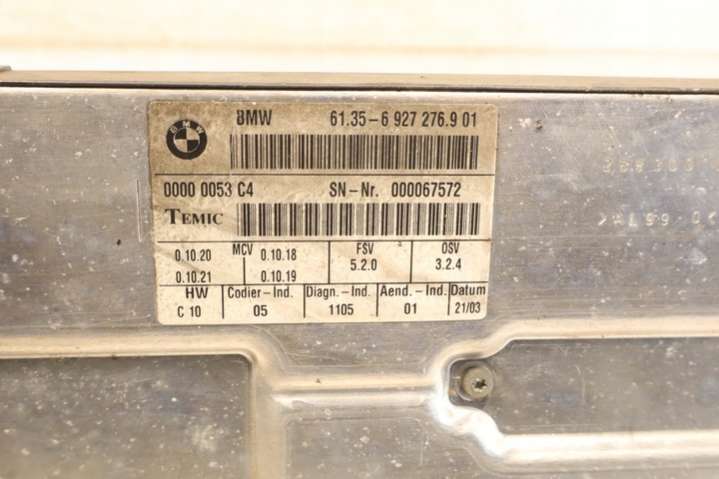 BMW 61.35-6 927 276.9 01
BMW
0000 0053 C4 SN-Nr. 000067572
TEMIC
0.10.20 MCV 0.10.18 FSV OSV
0.10.21 0.10.19 5.2.0 3.2.4
HW Codier-Ind. Diagn.-Ind. Aend.-Ind. Datum
C 10 05 1105 01 21/03